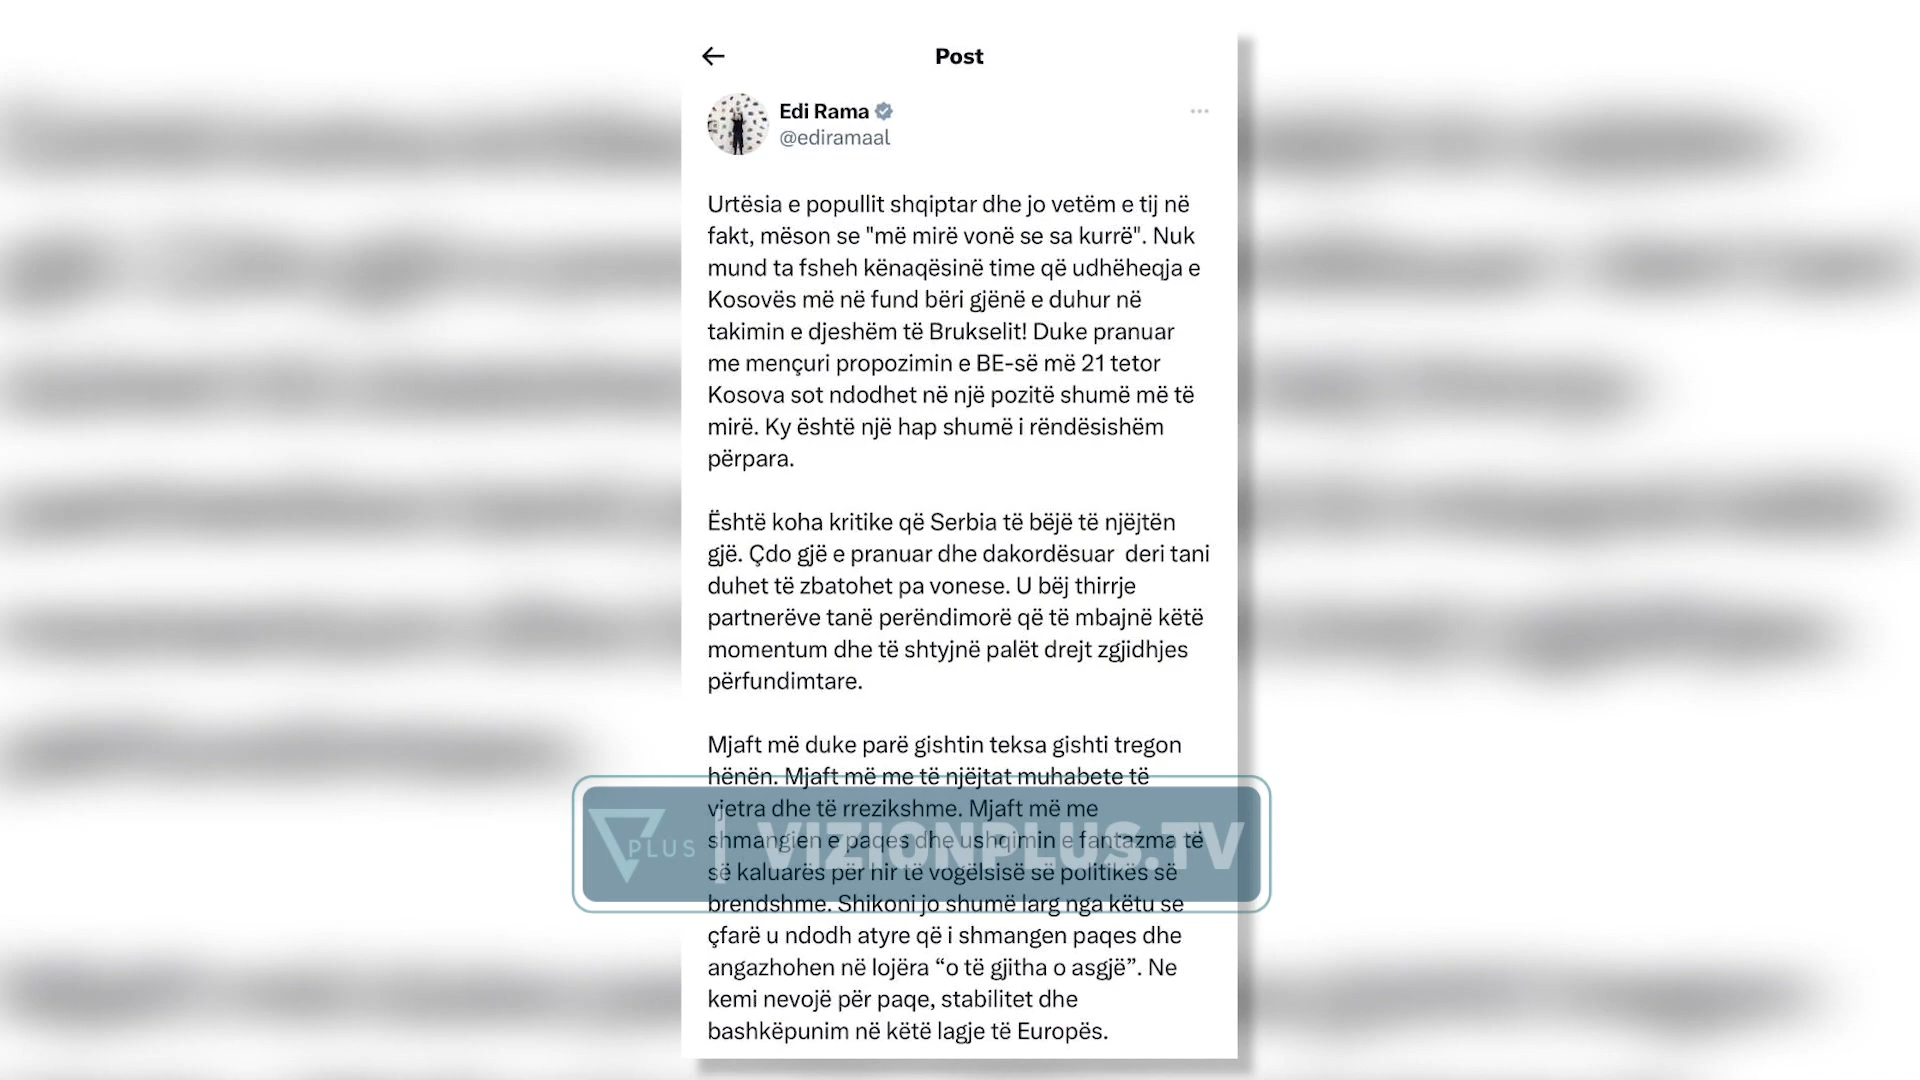 Post
Edi Rama
@ediramaal
Urtësia e popullit shqiptar dhe jo vetëm e tij në
fakt, mëson se "më mirë vonë se sa kurrë". Nuk
mund ta fsheh kënaqësinë time që udhëheqja e
Kosovës më në fund bëri gjënë e duhur në
takimin e djeshëm të Brukselit! Duke pranuar
me mençuri propozimin e BE-së më 21 tetor
Kosova sot ndodhet në një pozitë shumë më të
mirë. Ky është një hap shumë i rëndësishëm
përpara.
Është koha kritike që Serbia të bëjë të njëjtën
gjë. Çdo gjë e pranuar dhe dakordësuar  deri tani
duhet të zbatohet pa vonese. U bëj thirrje
partnerëve tanë perëndimorë që të mbajnë këtë
momentum dhe të shtyjnë palët drejt zgjidhjes
përfundimtare.
Mjaft më duke parë gishtin teksa gishti tregon
hënën. Mjaft më me të njëjtat muhabete të
vjetra dhe të rrezikshme. Mjaft më me
shmangien e paqes dhe ushqimin e fantazma të
së kaluarës për hir të vogëlsisë së politikës së
brendshme. Shikoni jo shumë larg nga këtu se
çfarë u ndodh atyre që i shmangen paqes dhe
angazhohen në lojëra “o të gjitha o asgjë”. Ne
kemi nevojë për paqe, stabilitet dhe
bashkëpunim në këtë lagje të Europës.
PLUS | VIZIONPLUS.TV